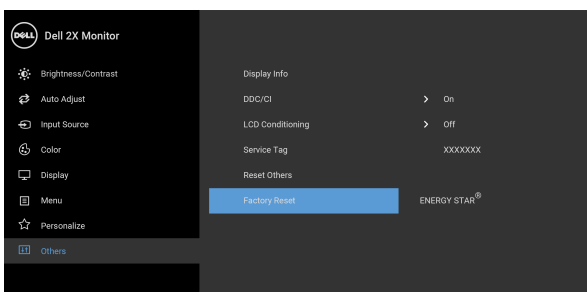 DELL Dell 2X Monitor
Brightness/Contrast
Auto Adjust
Input Source
Color
Display
Menu
Personalize
Others
Display Info
DDC/CI > On
LCD Conditioning > Off
Service Tag XXXXXXX
Reset Others
Factory Reset ENERGY STAR®